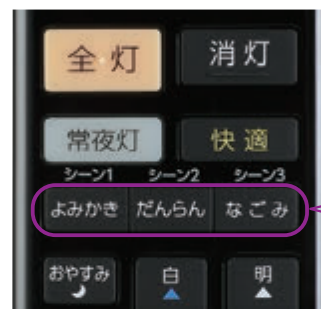 全灯 消灯
常夜灯 快適
シーン1 シーン2 シーン3
よみかき だんらん なごみ
おやすみ 白 明